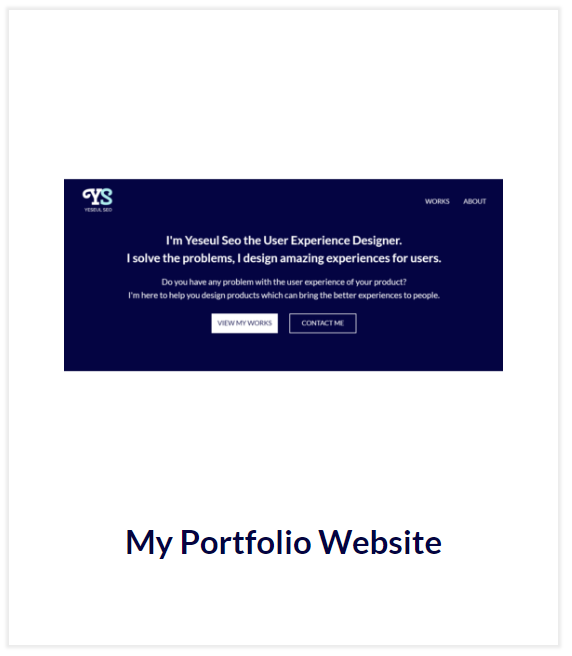 YS
YESEUL SEO
WORKS ABOUT
I'm Yeseul Seo the User Experience Designer.
I solve the problems, I design amazing experiences for users.
Do you have any problem with the user experience of your product?
I'm here to help you design products which can bring the better experiences to people.
VIEW MY WORKS CONTACT ME
My Portfolio Website